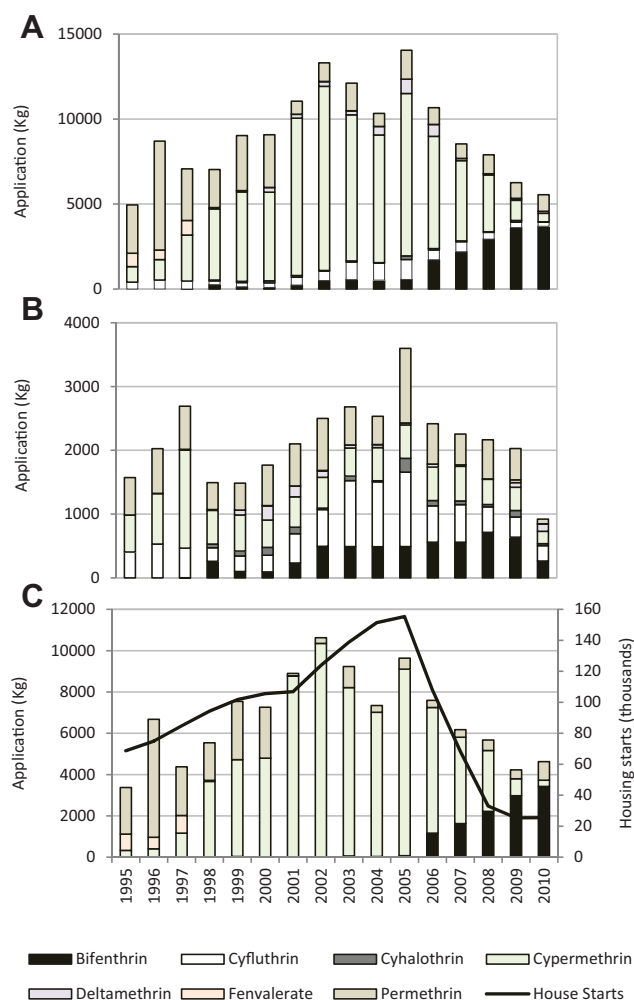 A
15000
10000
5000
0
Application (Kg)
B
4000
3000
2000
1000
0
Application (Kg)
C
12000
10000
8000
6000
4000
2000
0
Application (Kg)
160
140
120
100
80
60
40
20
0
Housing starts (thousands)
1995 1996 1997 1998 1999 2000 2001 2002 2003 2004 2005 2006 2007 2008 2009 2010
Bifenthrin Cyfluthrin Cyhalothrin Cypermethrin
Deltamethrin Fenvalerate Permethrin House Starts